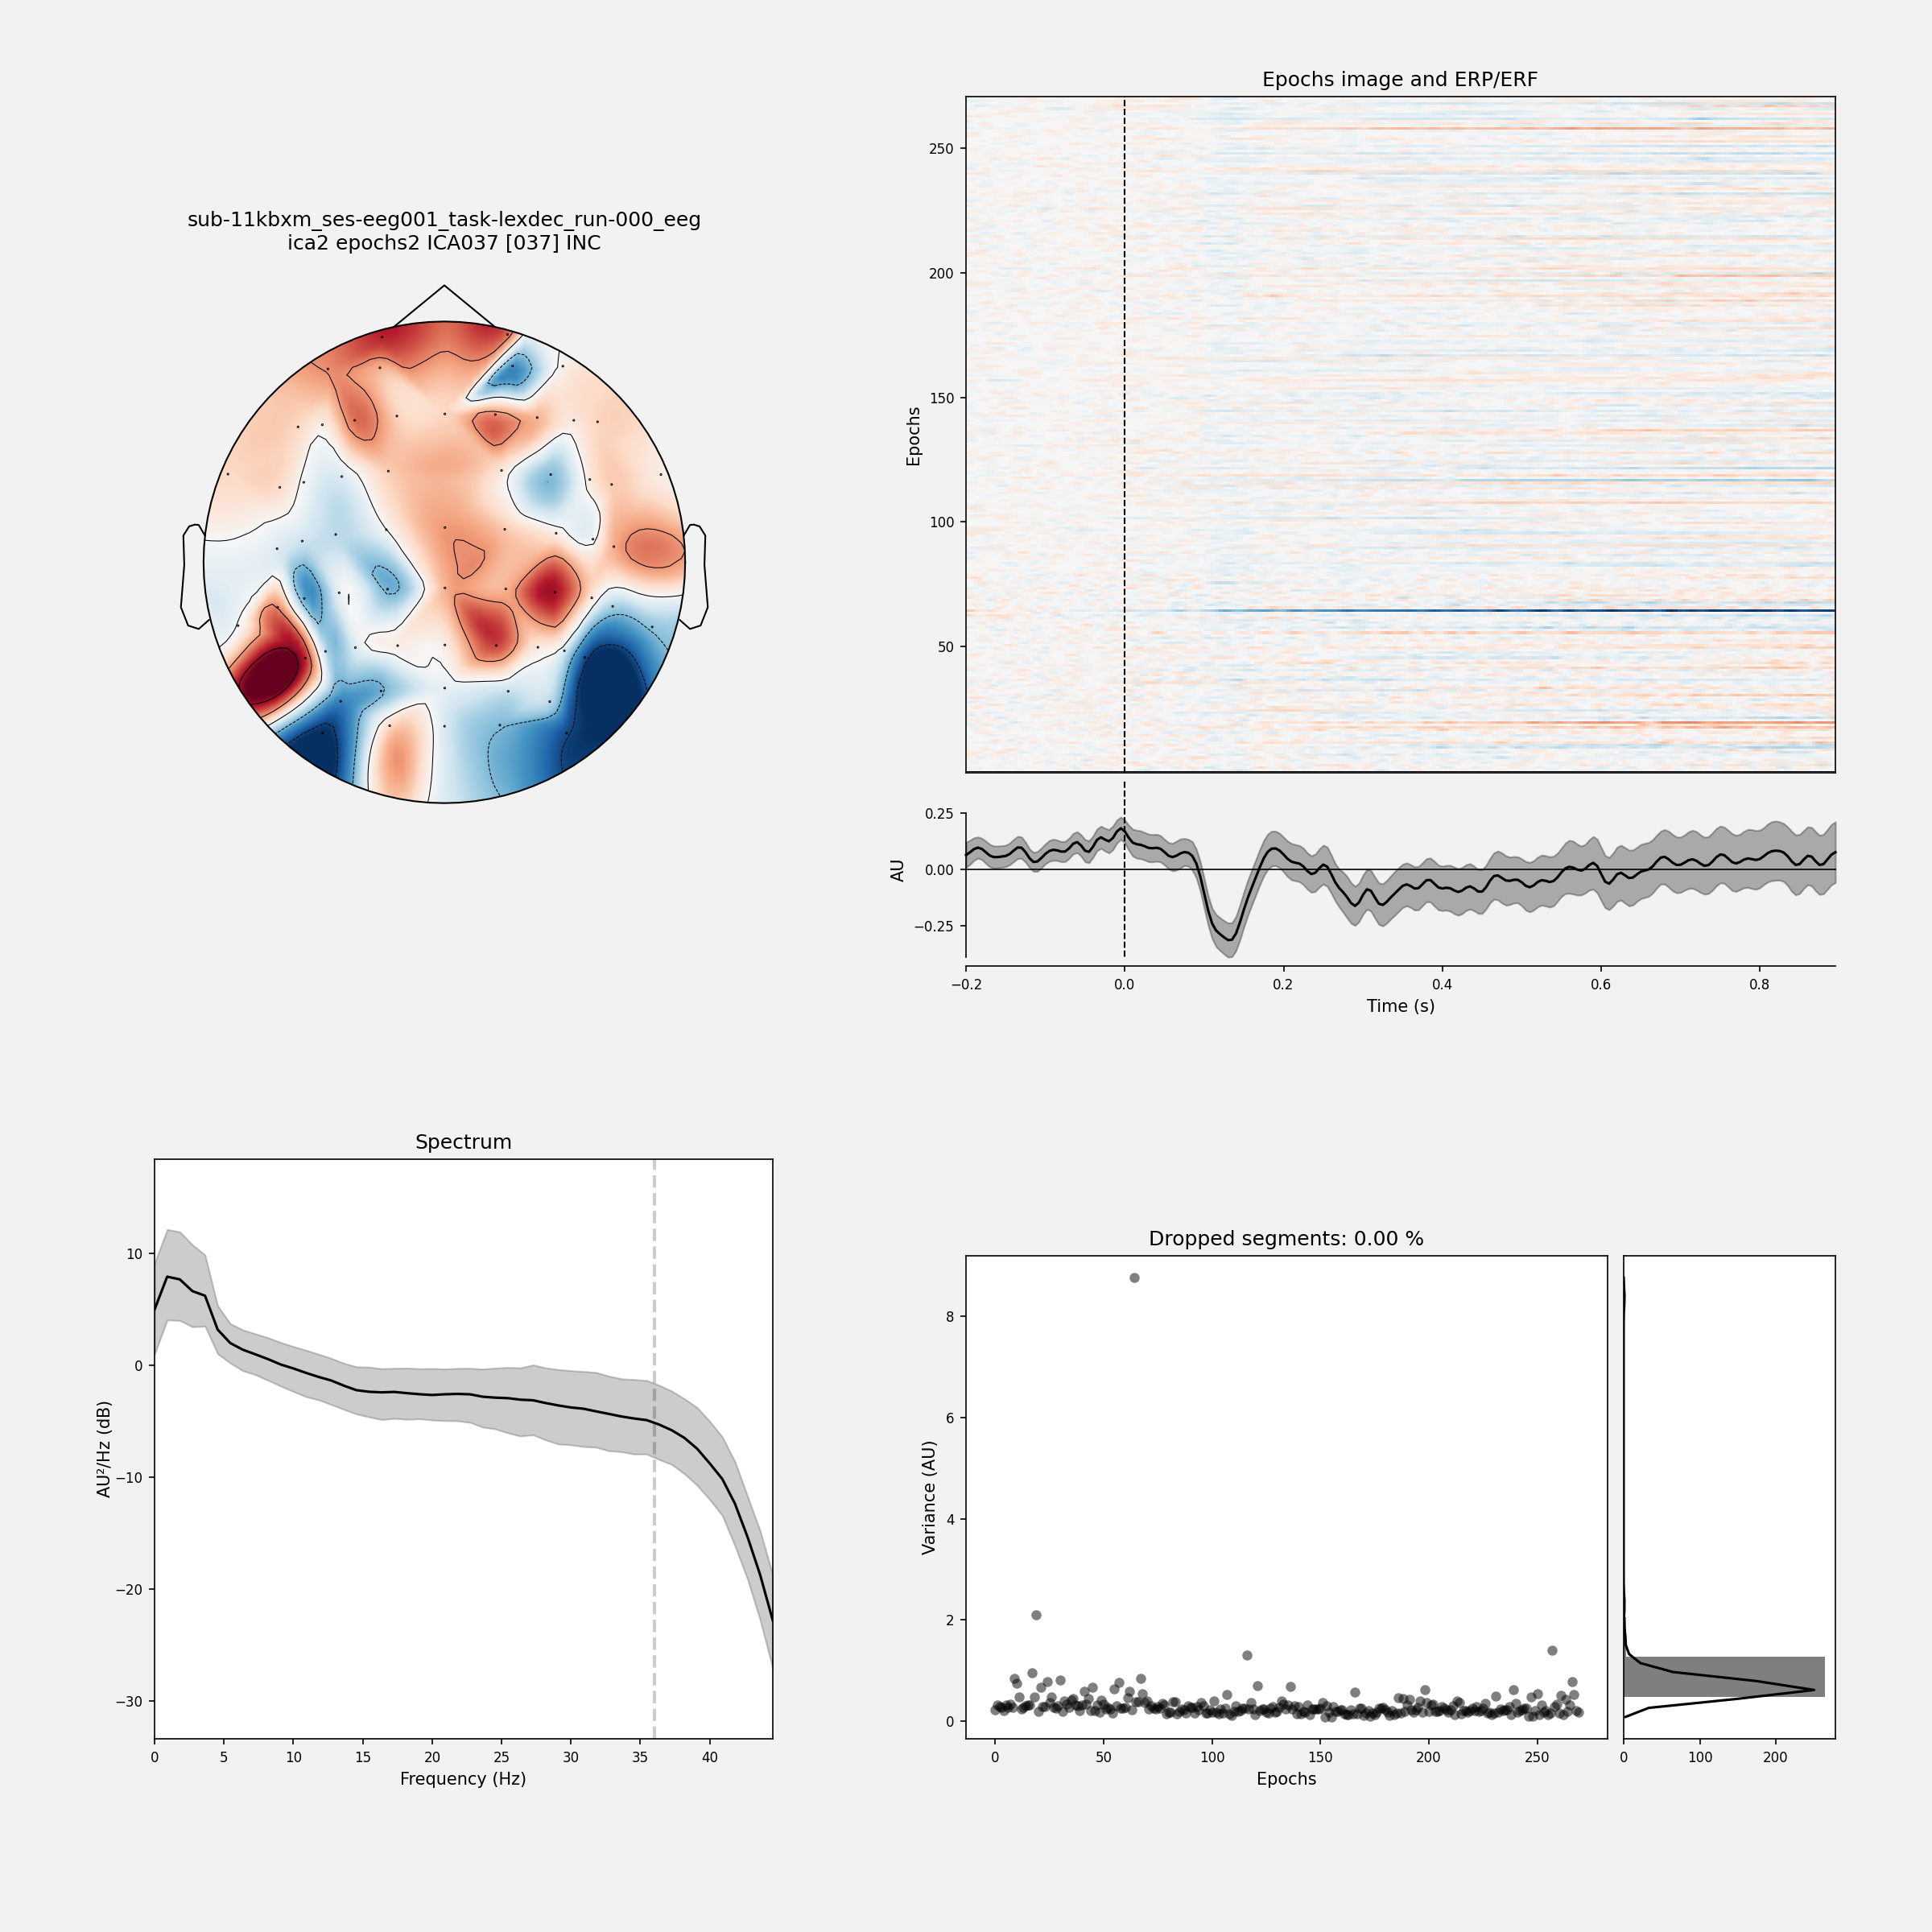 sub-11kbxm_ses-eeg001_task-lexdec_run-000_eeg
ica2 epochs2 ICA037 [037] INC
Epochs image and ERP/ERF
250
200
150
100
50
Epochs
0.25
0.00
−0.25
AU
−0.2 0.0 0.2 0.4 0.6 0.8
Time (s)
Spectrum
10
0
−10
−20
−30
AU²/Hz (dB)
0 5 10 15 20 25 30 35 40
Frequency (Hz)
Dropped segments: 0.00 %
8
6
4
2
0
Variance (AU)
0 50 100 150 200 250
Epochs
0 100 200